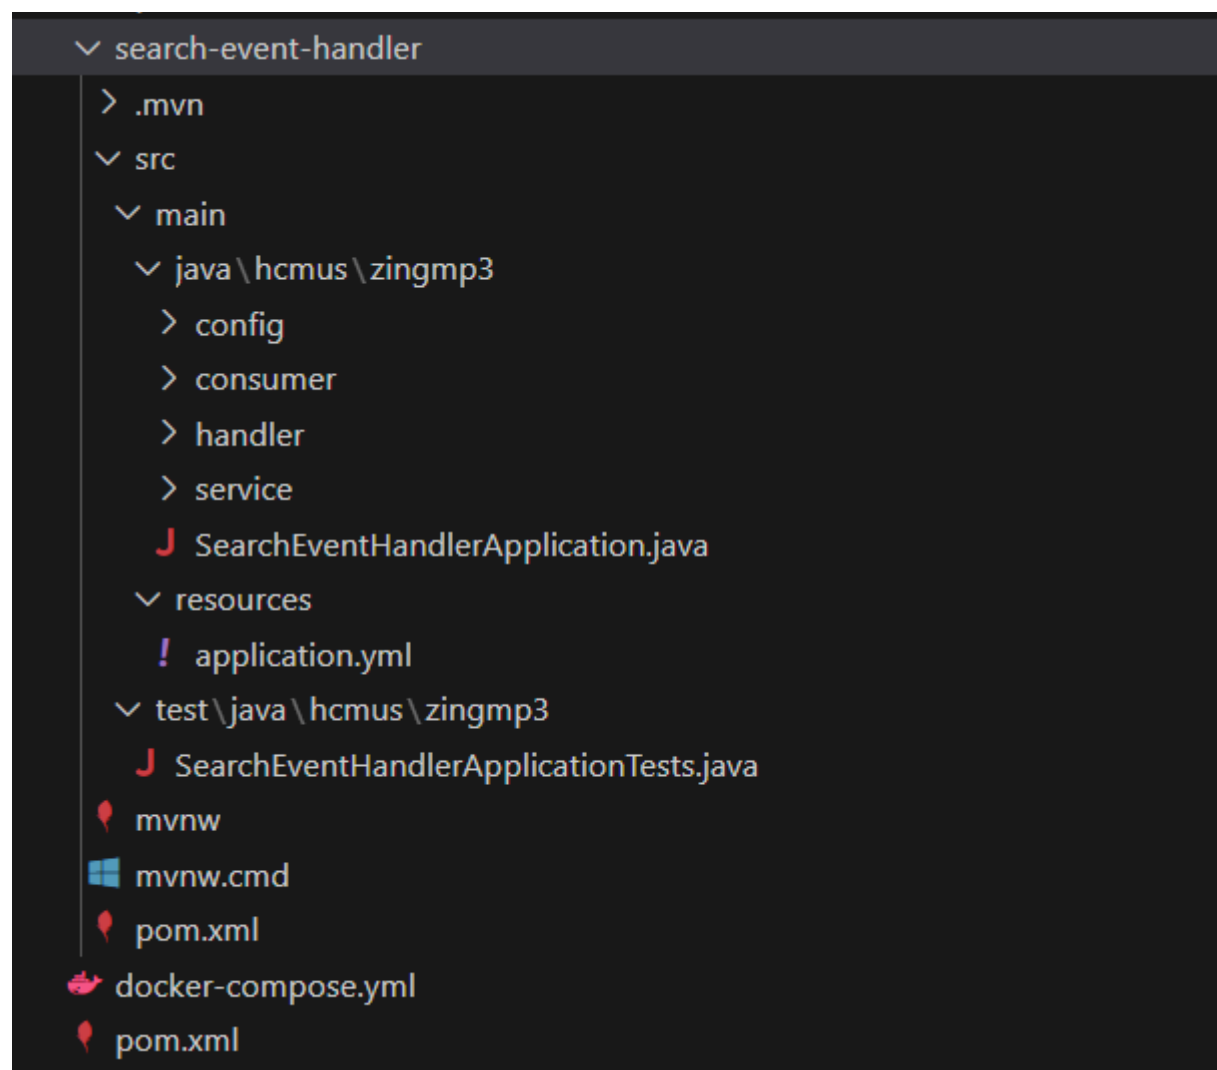 search-event-handler
.mvn
src
main
java\hcmus\zingmp3
config
consumer
handler
service
SearchEventHandlerApplication.java
resources
application.yml
test\java\hcmus\zingmp3
SearchEventHandlerApplicationTests.java
mvnw
mvnw.cmd
pom.xml
docker-compose.yml
pom.xml